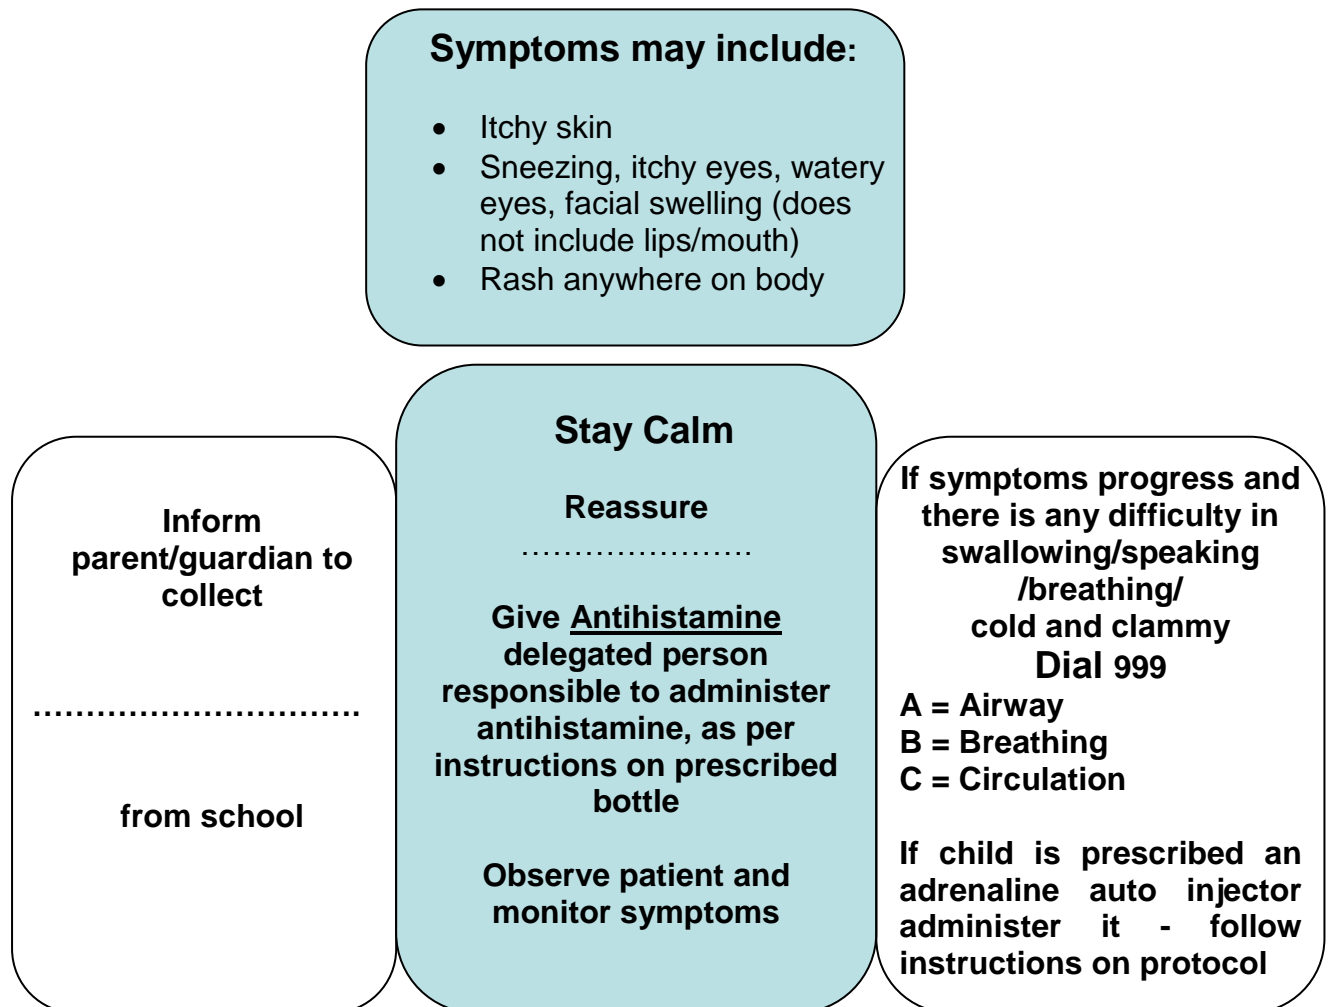 Symptoms may include:
• Itchy skin
• Sneezing, itchy eyes, watery
eyes, facial swelling (does
not include lips/mouth)
• Rash anywhere on body
Inform
parent/guardian to
collect
…………………………….
from school
Stay Calm
Reassure
………………….
Give Antihistamine
delegated person
responsible to administer
antihistamine, as per
instructions on prescribed
bottle
Observe patient and
monitor symptoms
If symptoms progress and
there is any difficulty in
swallowing/speaking
/breathing/
cold and clammy
Dial 999
A = Airway
B = Breathing
C = Circulation
If child is prescribed an
adrenaline auto injector
administer it - follow
instructions on protocol